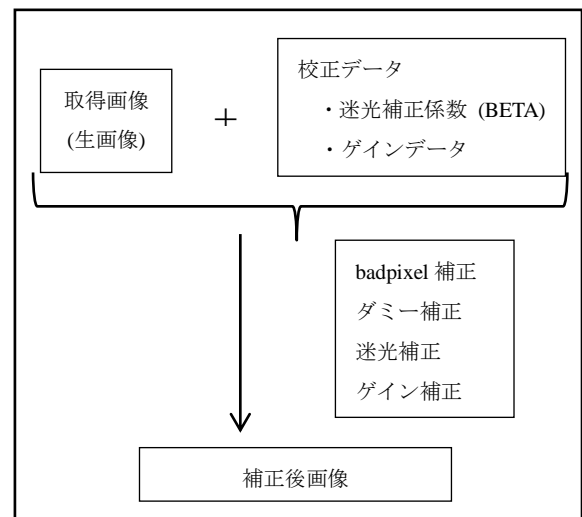 取得画像
(生画像)
+
校正データ
・迷光補正係数 (BETA)
・ゲインデータ
badpixel 補正
ダミー補正
迷光補正
ゲイン補正
補正後画像